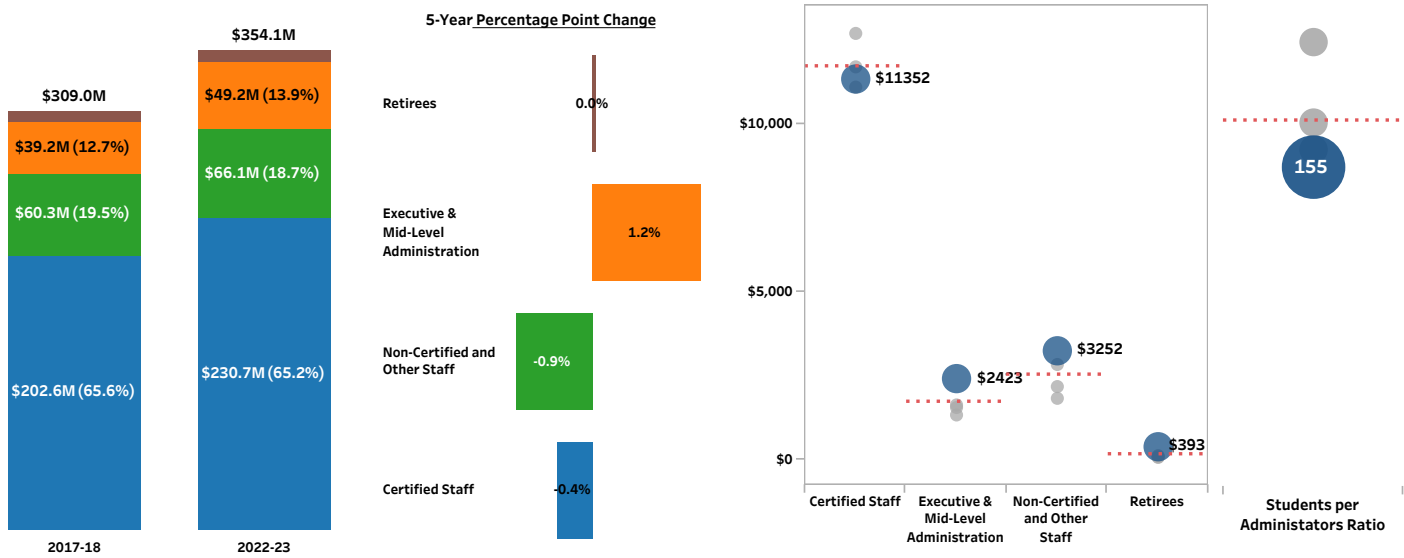 $309.0M
$39.2M (12.7%)
$60.3M (19.5%)
$202.6M (65.6%)
2017-18
$354.1M
$49.2M (13.9%)
$66.1M (18.7%)
$230.7M (65.2%)
2022-23
5-Year Percentage Point Change
Retirees
0.0%
Executive &
Mid-Level
Administration
1.2%
Non-Certified and
Other Staff
-0.9%
Certified Staff
-0.4%
$10,000
$5,000
$0
$11352
$2423
$3252
$393
Certified Staff
Executive &
Mid-Level
Administration
Non-Certified
and Other
Staff
Retirees
155
Students per
Administators Ratio